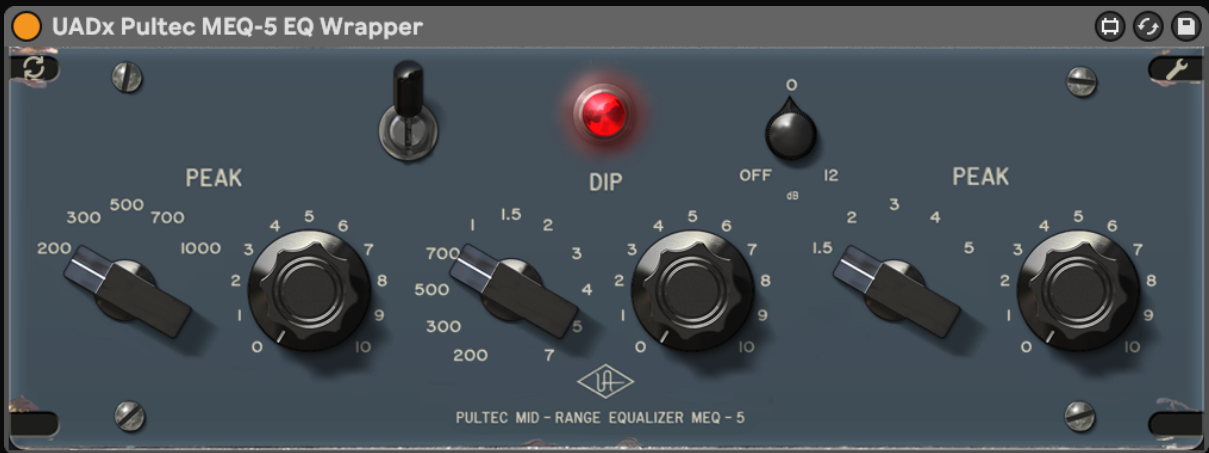 UADx Pultec MEQ-5 EQ Wrapper
0
OFF 12
dB
PEAK
200 300 500 700 1000
0 1 2 3 4 5 6 7 8 9 10
DIP
200 300 500 700 1 1.5 2 3 4 5 7
0 1 2 3 4 5 6 7 8 9 10
PEAK
1.5 2 3 4 5
0 1 2 3 4 5 6 7 8 9 10
UA
PULTEC MID - RANGE EQUALIZER MEQ - 5